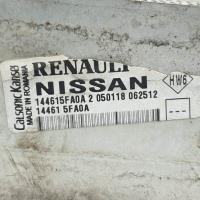 Calsonic Kansei
MADE IN ROMANIA
RENAULT
NISSAN
144615FA0A 2 050118 062512
14461 5FA0A
HW6
---